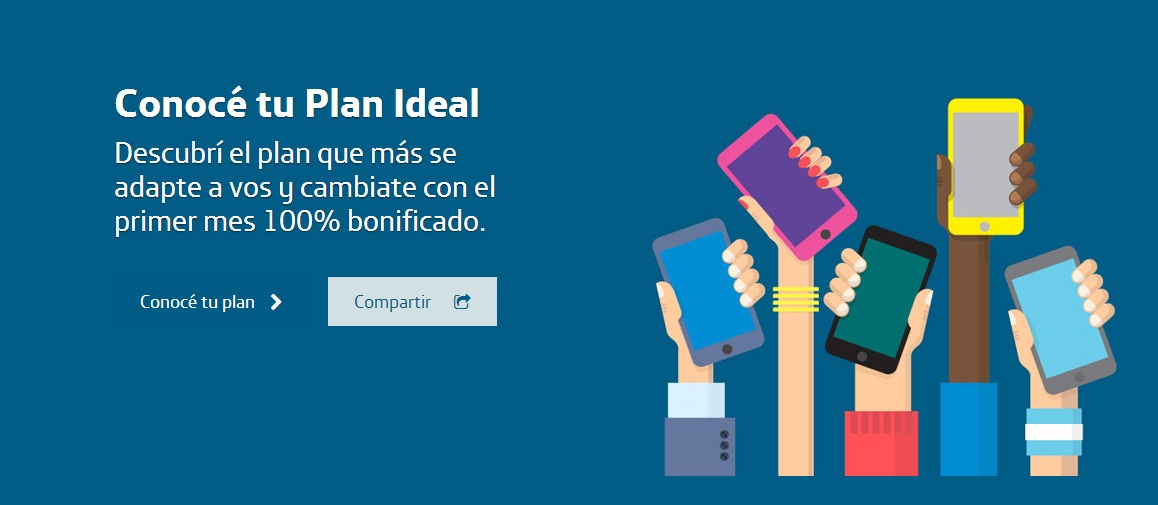 Conocé tu Plan Ideal
Descubrí el plan que más se
adapte a vos y cambiate con el
primer mes 100% bonificado.
Conocé tu plan
Compartir